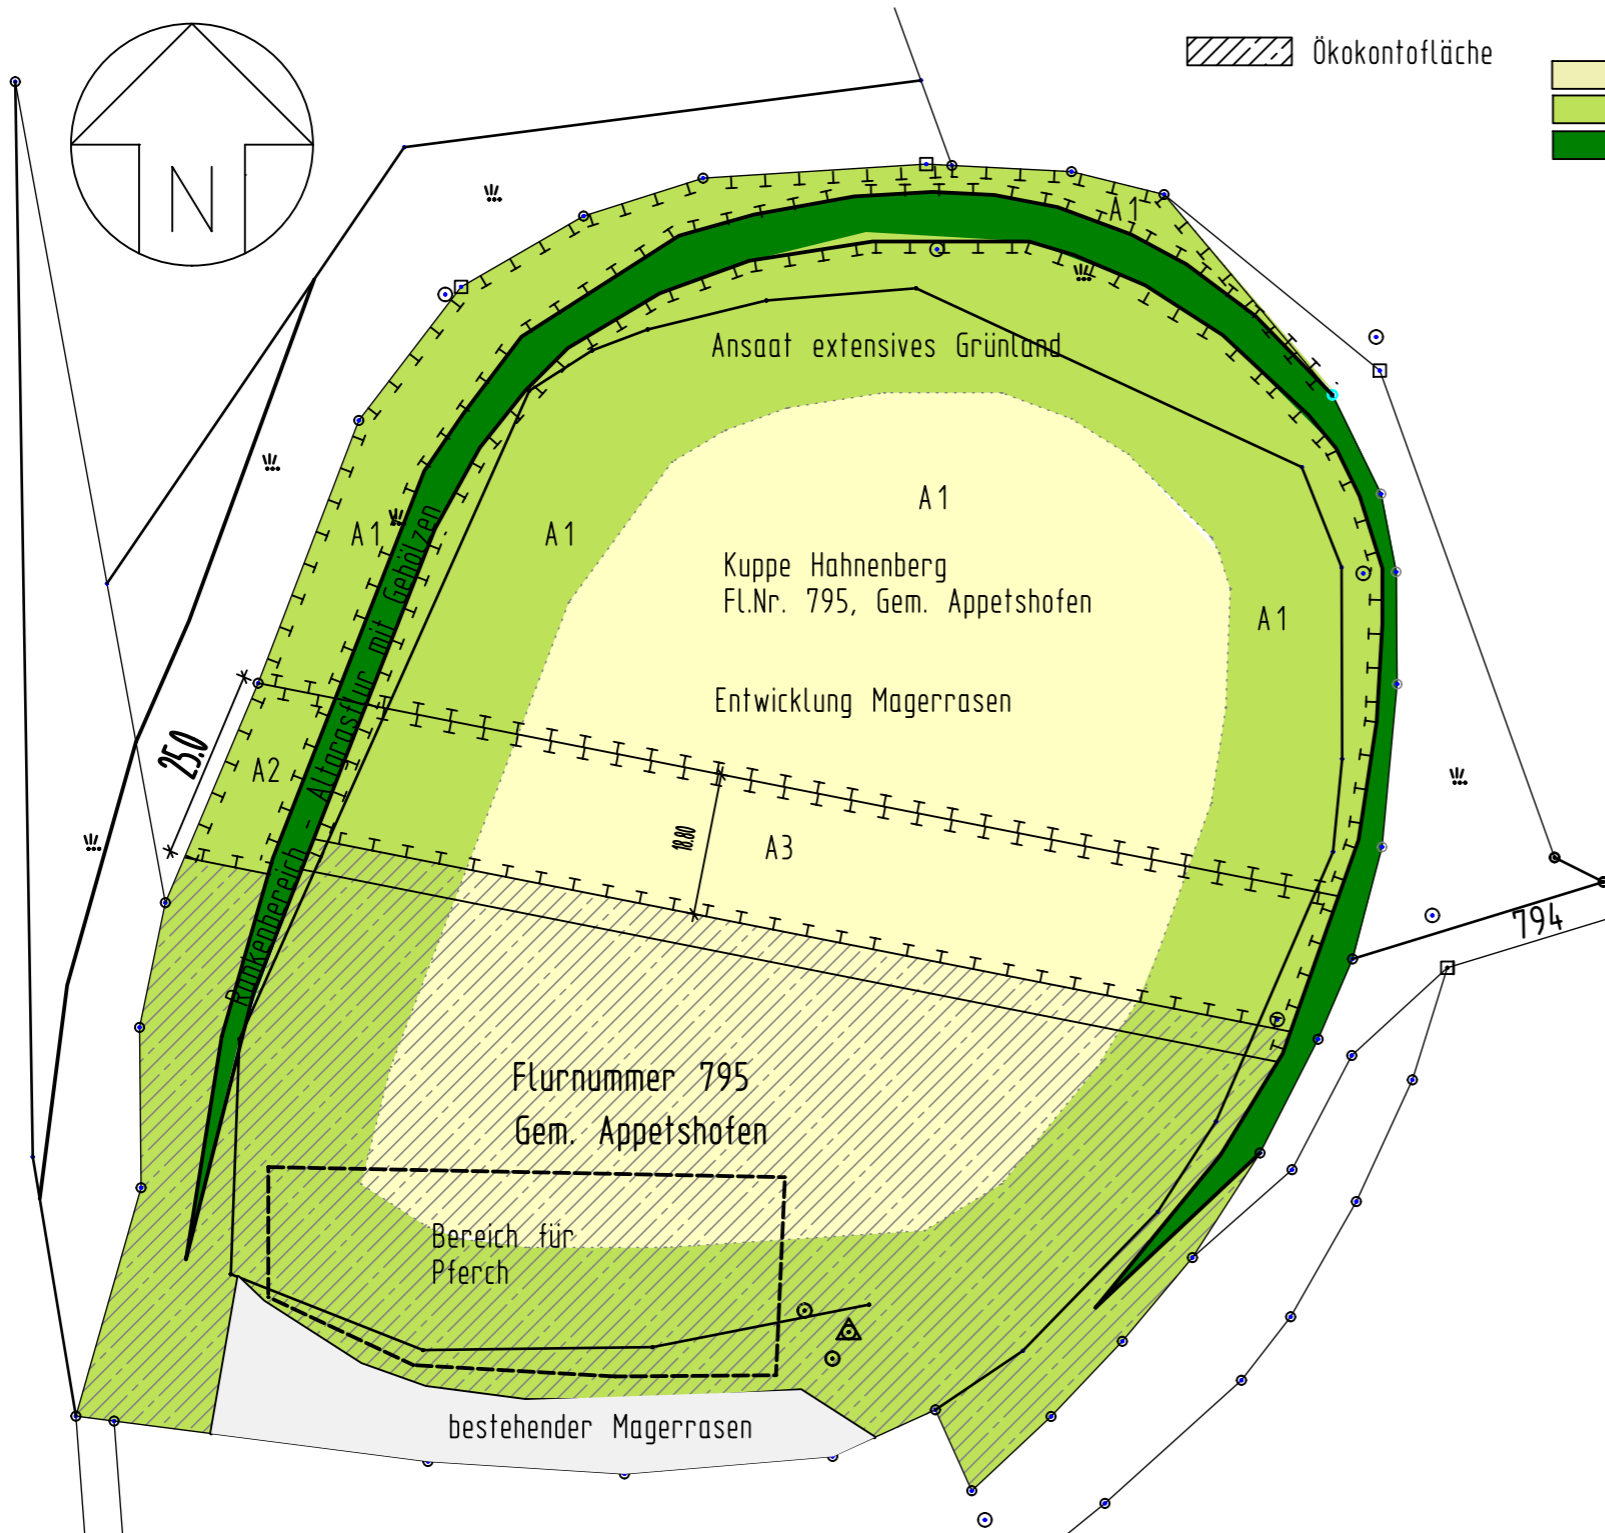 N
Ökokontofläche
A1
Ansaat extensives Grünland
A1
A1
A1
Kuppe Hahnenberg
Fl.Nr. 795, Gem. Appetshofen
A1
Entwicklung Magerrasen
25.0
A2
18.80
A3
Rankenbereich - Altgrasflur mit Gehölzen
794
Flurnummer 795
Gem. Appetshofen
Bereich für
Pferch
bestehender Magerrasen